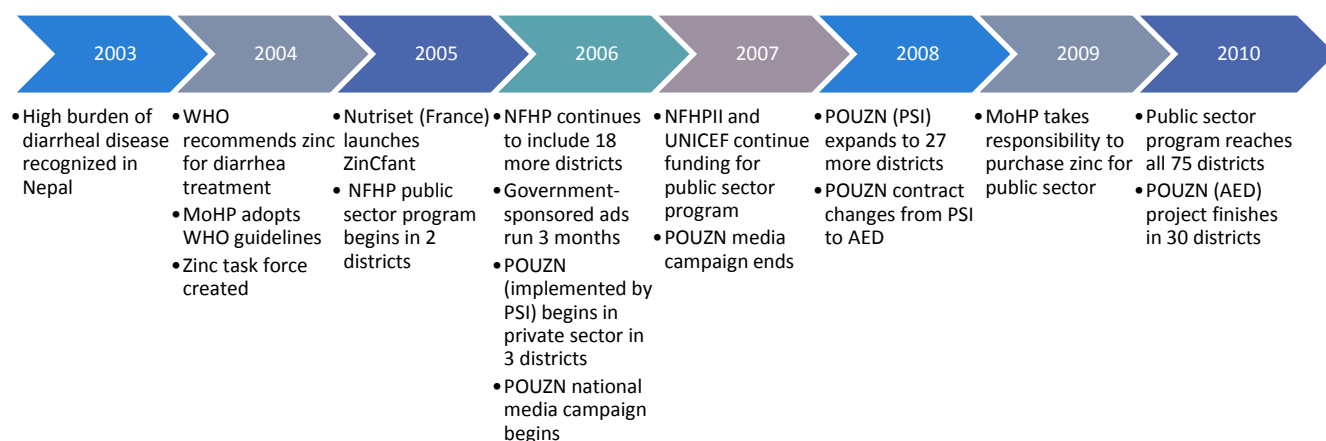 2003
2004
2005
2006
2007
2008
2009
2010
•High burden of
diarrheal disease
recognized in
Nepal
•WHO
recommends zinc
for diarrhea
treatment
•MoHP adopts
WHO guidelines
•Zinc task force
created
•Nutriset (France)
launches
ZinCfant
• NFHP public
sector program
begins in 2
districts
•NFHP continues
to include 18
more districts
•Government-
sponsored ads
run 3 months
•POUZN
(implemented by
PSI) begins in
private sector in
3 districts
•POUZN national
media campaign
begins
•NFHPII and
UNICEF continue
funding for
public sector
program
•POUZN media
campaign ends
•POUZN (PSI)
expands to 27
more districts
•POUZN contract
changes from PSI
to AED
•MoHP takes
responsibility to
purchase zinc for
public sector
•Public sector
program reaches
all 75 districts
•POUZN (AED)
project finishes
in 30 districts